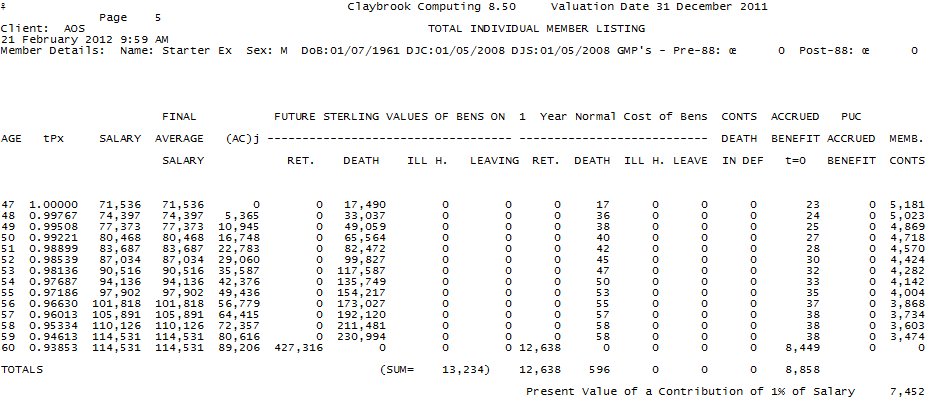 ‡ Claybrook Computing 8.50 Valuation Date 31 December 2011
Page 5
Client: AOS TOTAL INDIVIDUAL MEMBER LISTING
21 February 2012 9:59 AM
Member Details: Name: Starter Ex Sex: M DoB:01/07/1961 DJC:01/05/2008 DJS:01/05/2008 GMP's - Pre-88: œ 0 Post-88: œ 0
FINAL FUTURE STERLING VALUES OF BENS ON 1 Year Normal Cost of Bens CONTS ACCRUED PUC
AGE tPx SALARY AVERAGE (AC)j ---------------------------------- -------------------------- DEATH BENEFIT ACCRUED MEMB.
SALARY RET. DEATH ILL H. LEAVING RET. DEATH ILL H. LEAVE IN DEF t=0 BENEFIT CONTS
47 1.00000 71,536 71,536 0 0 17,490 0 0 0 17 0 0 0 23 0 5,181
48 0.99767 74,397 74,397 5,365 0 33,037 0 0 0 36 0 0 0 24 0 5,023
49 0.99508 77,373 77,373 10,945 0 49,059 0 0 0 38 0 0 0 25 0 4,869
50 0.99221 80,468 80,468 16,748 0 65,564 0 0 0 40 0 0 0 27 0 4,718
51 0.98899 83,687 83,687 22,783 0 82,472 0 0 0 42 0 0 0 28 0 4,570
52 0.98539 87,034 87,034 29,060 0 99,827 0 0 0 45 0 0 0 30 0 4,424
53 0.98136 90,516 90,516 35,587 0 117,587 0 0 0 47 0 0 0 32 0 4,282
54 0.97687 94,136 94,136 42,376 0 135,749 0 0 0 50 0 0 0 33 0 4,142
55 0.97186 97,902 97,902 49,436 0 154,217 0 0 0 53 0 0 0 35 0 4,004
56 0.96630 101,818 101,818 56,779 0 173,027 0 0 0 55 0 0 0 37 0 3,868
57 0.96013 105,891 105,891 64,415 0 192,120 0 0 0 57 0 0 0 38 0 3,734
58 0.95334 110,126 110,126 72,357 0 211,481 0 0 0 58 0 0 0 38 0 3,603
59 0.94613 114,531 114,531 80,616 0 230,994 0 0 0 58 0 0 0 38 0 3,474
60 0.93853 114,531 114,531 89,206 427,316 0 0 0 12,638 0 0 0 0 8,449 0 0
TOTALS (SUM= 13,234) 12,638 596 0 0 0 8,858
Present Value of a Contribution of 1% of Salary 7,452